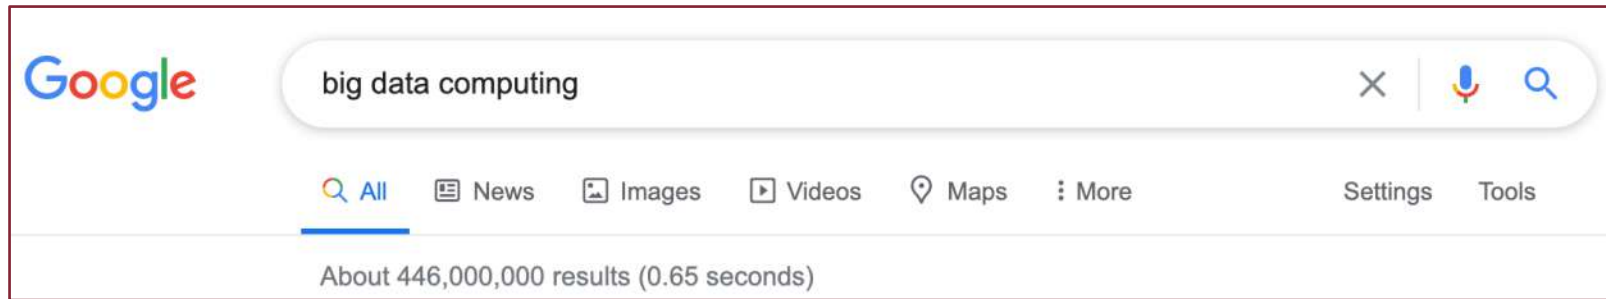 Google big data computing
All News Images Videos Maps More Settings Tools
About 446,000,000 results (0.65 seconds)